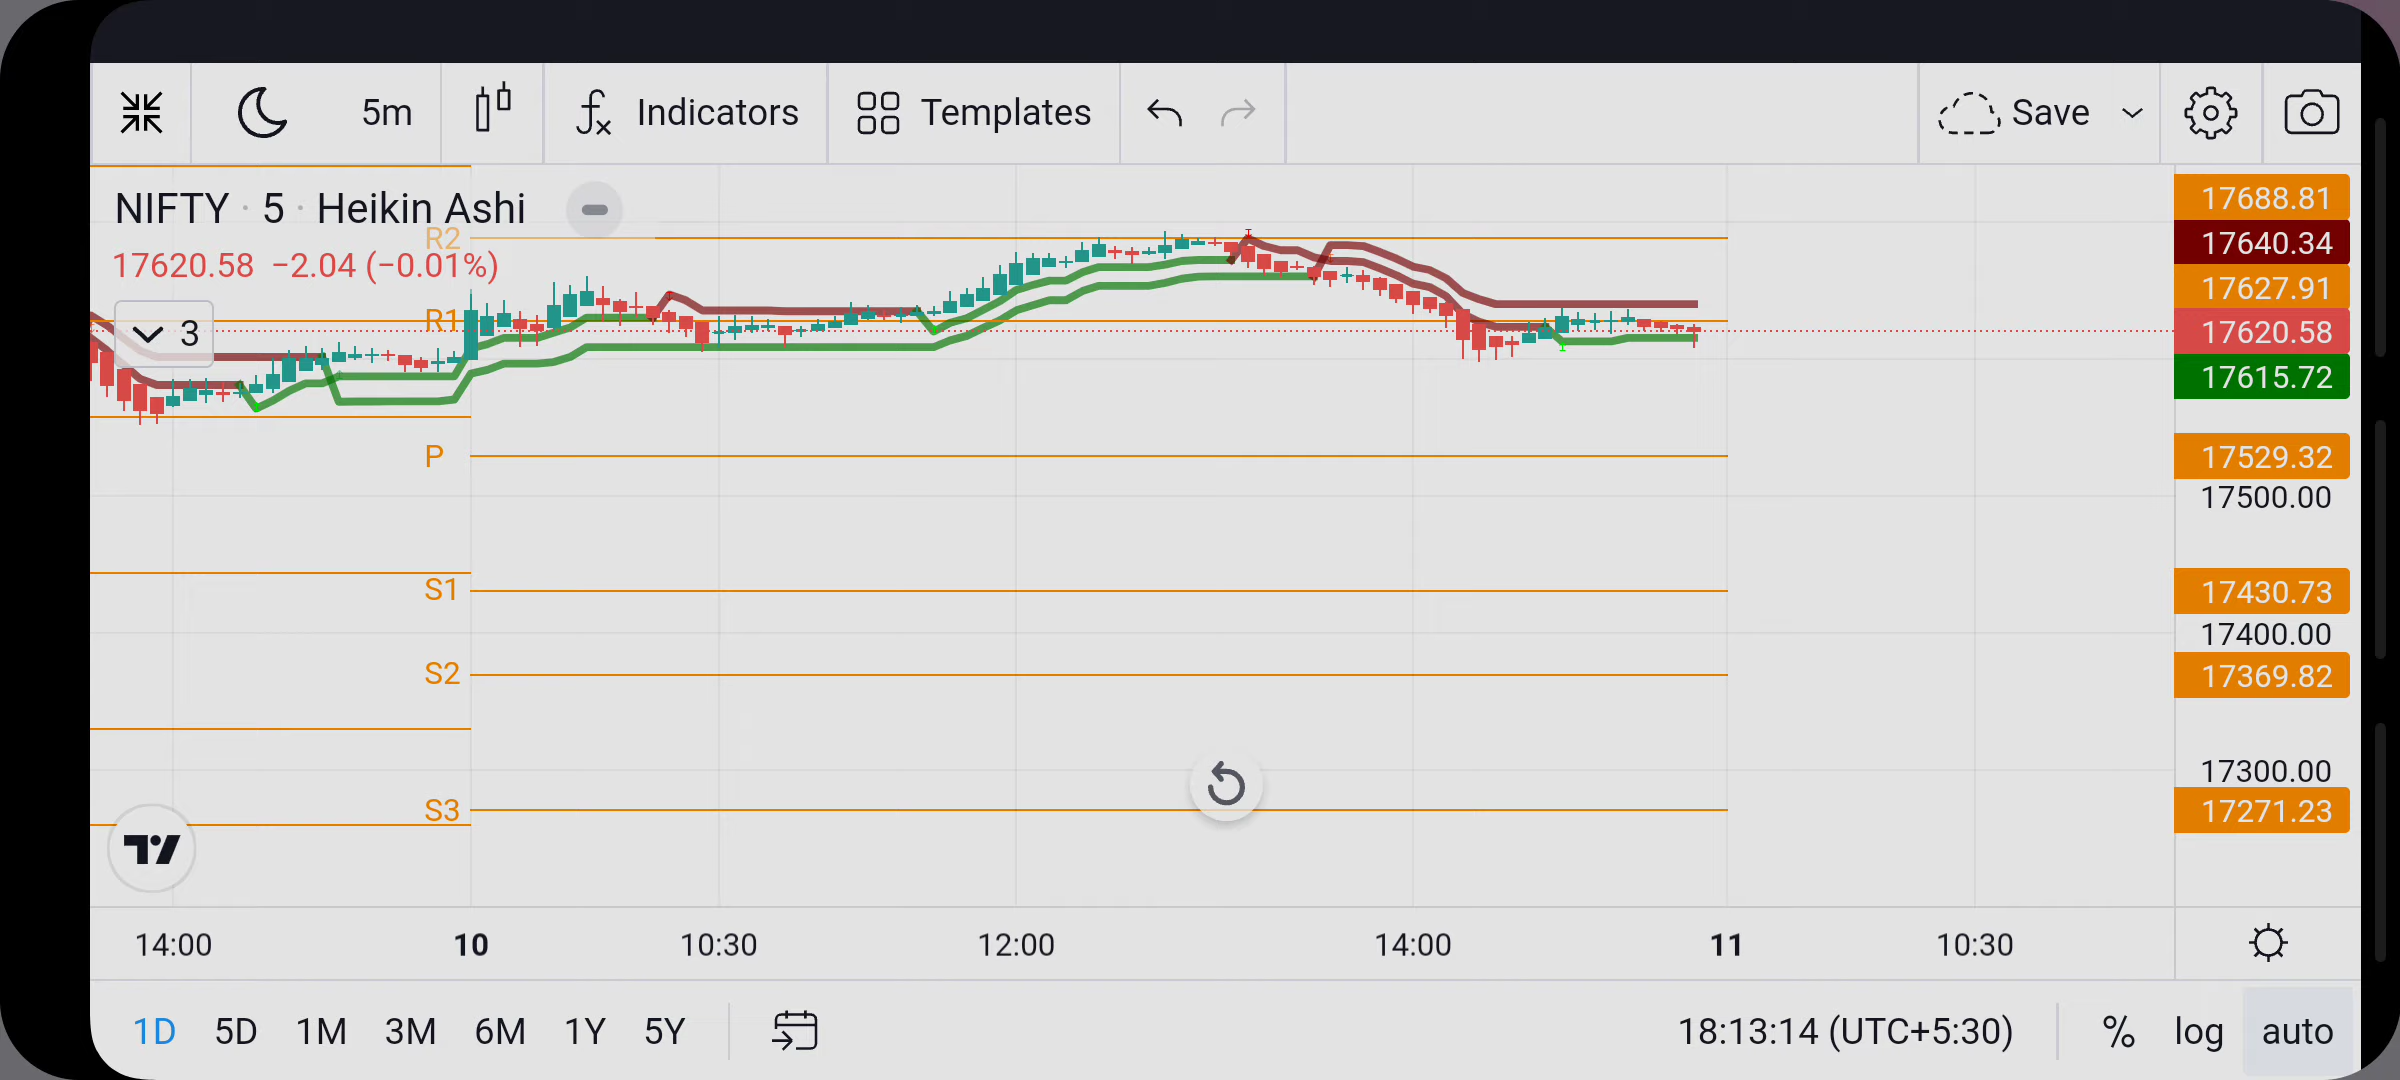 5m
Indicators
Templates
Save
NIFTY · 5 · Heikin Ashi
17620.58 −2.04 (−0.01%)
3
R2
R1
P
S1
S2
S3
17688.81
17640.34
17627.91
17620.58
17615.72
17529.32
17500.00
17430.73
17400.00
17369.82
17300.00
17271.23
14:00 10 10:30 12:00 14:00 11 10:30
1D 5D 1M 3M 6M 1Y 5Y
18:13:14 (UTC+5:30) % log auto